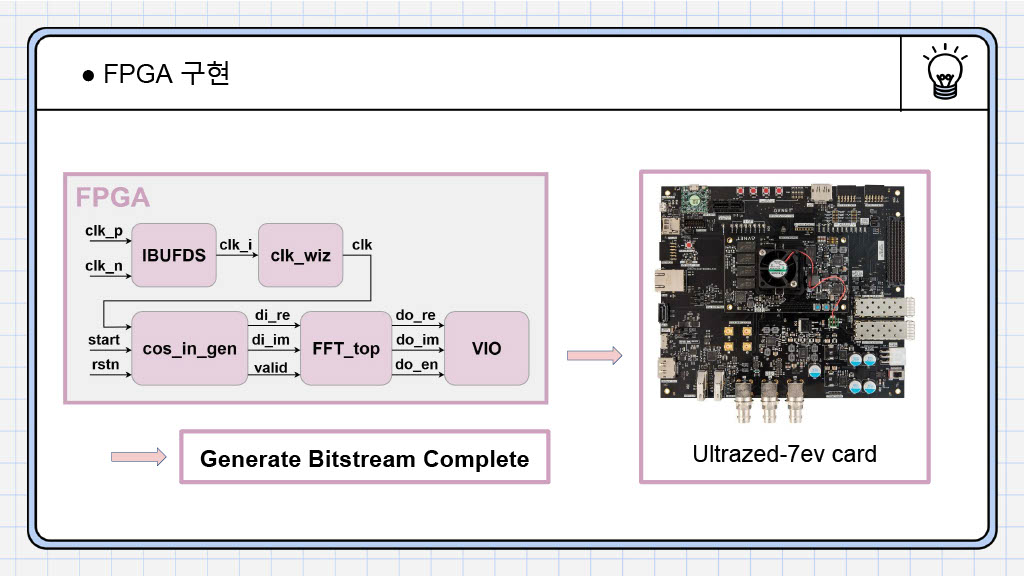 ● FPGA 구현
FPGA
clk_p
clk_n
IBUFDS
clk_i
clk_wiz
clk
start
rstn
cos_in_gen
di_re
di_im
valid
FFT_top
do_re
do_im
do_en
VIO
Generate Bitstream Complete
Ultrazed-7ev card